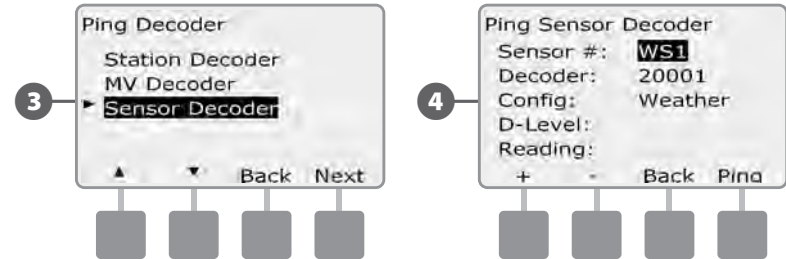 3
Ping Decoder
Station Decoder
MV Decoder
► Sensor Decoder
▲ ▼ Back Next
4
Ping Sensor Decoder
Sensor #: WS1
Decoder: 20001
Config: Weather
D-Level:
Reading:
+ - Back Ping